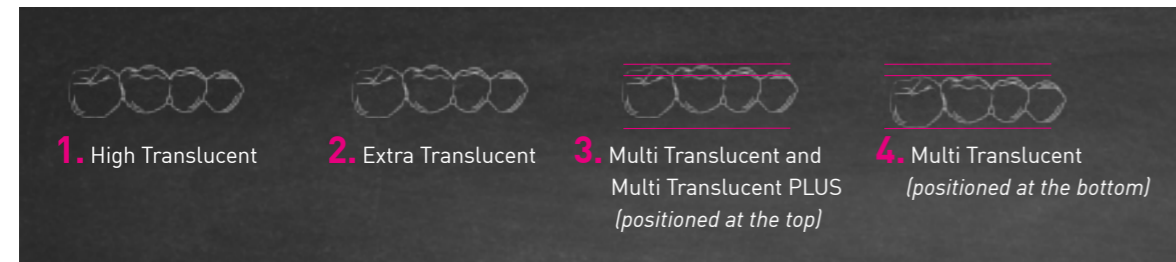 1. High Translucent
2. Extra Translucent
3. Multi Translucent and
Multi Translucent PLUS
(positioned at the top)
4. Multi Translucent
(positioned at the bottom)